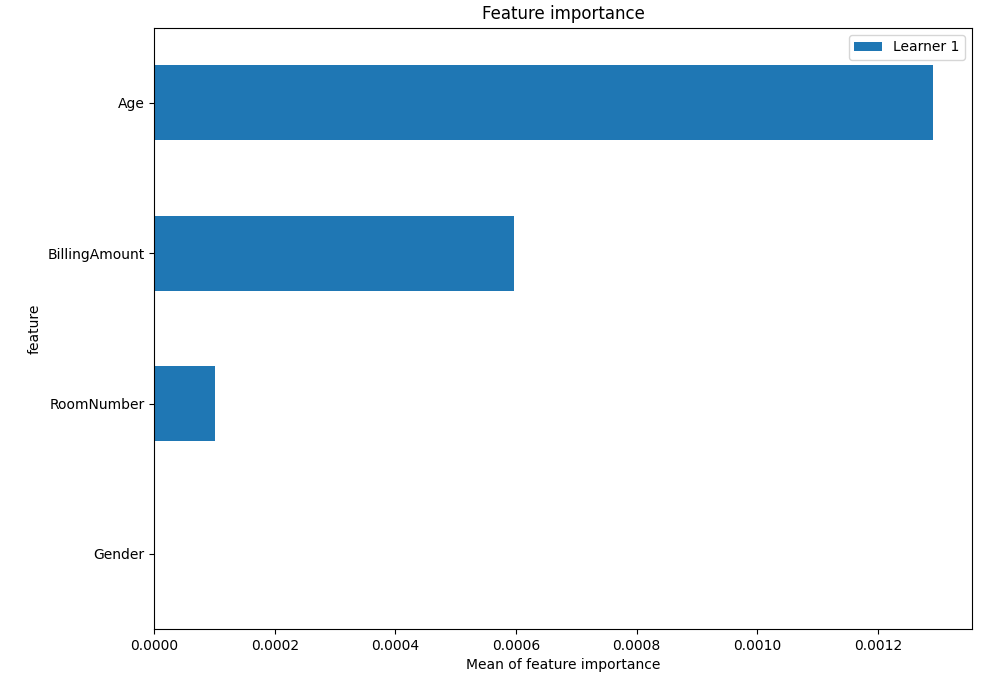 Feature importance
Learner 1
Age
BillingAmount
RoomNumber
Gender
feature
0.0000 0.0002 0.0004 0.0006 0.0008 0.0010 0.0012
Mean of feature importance